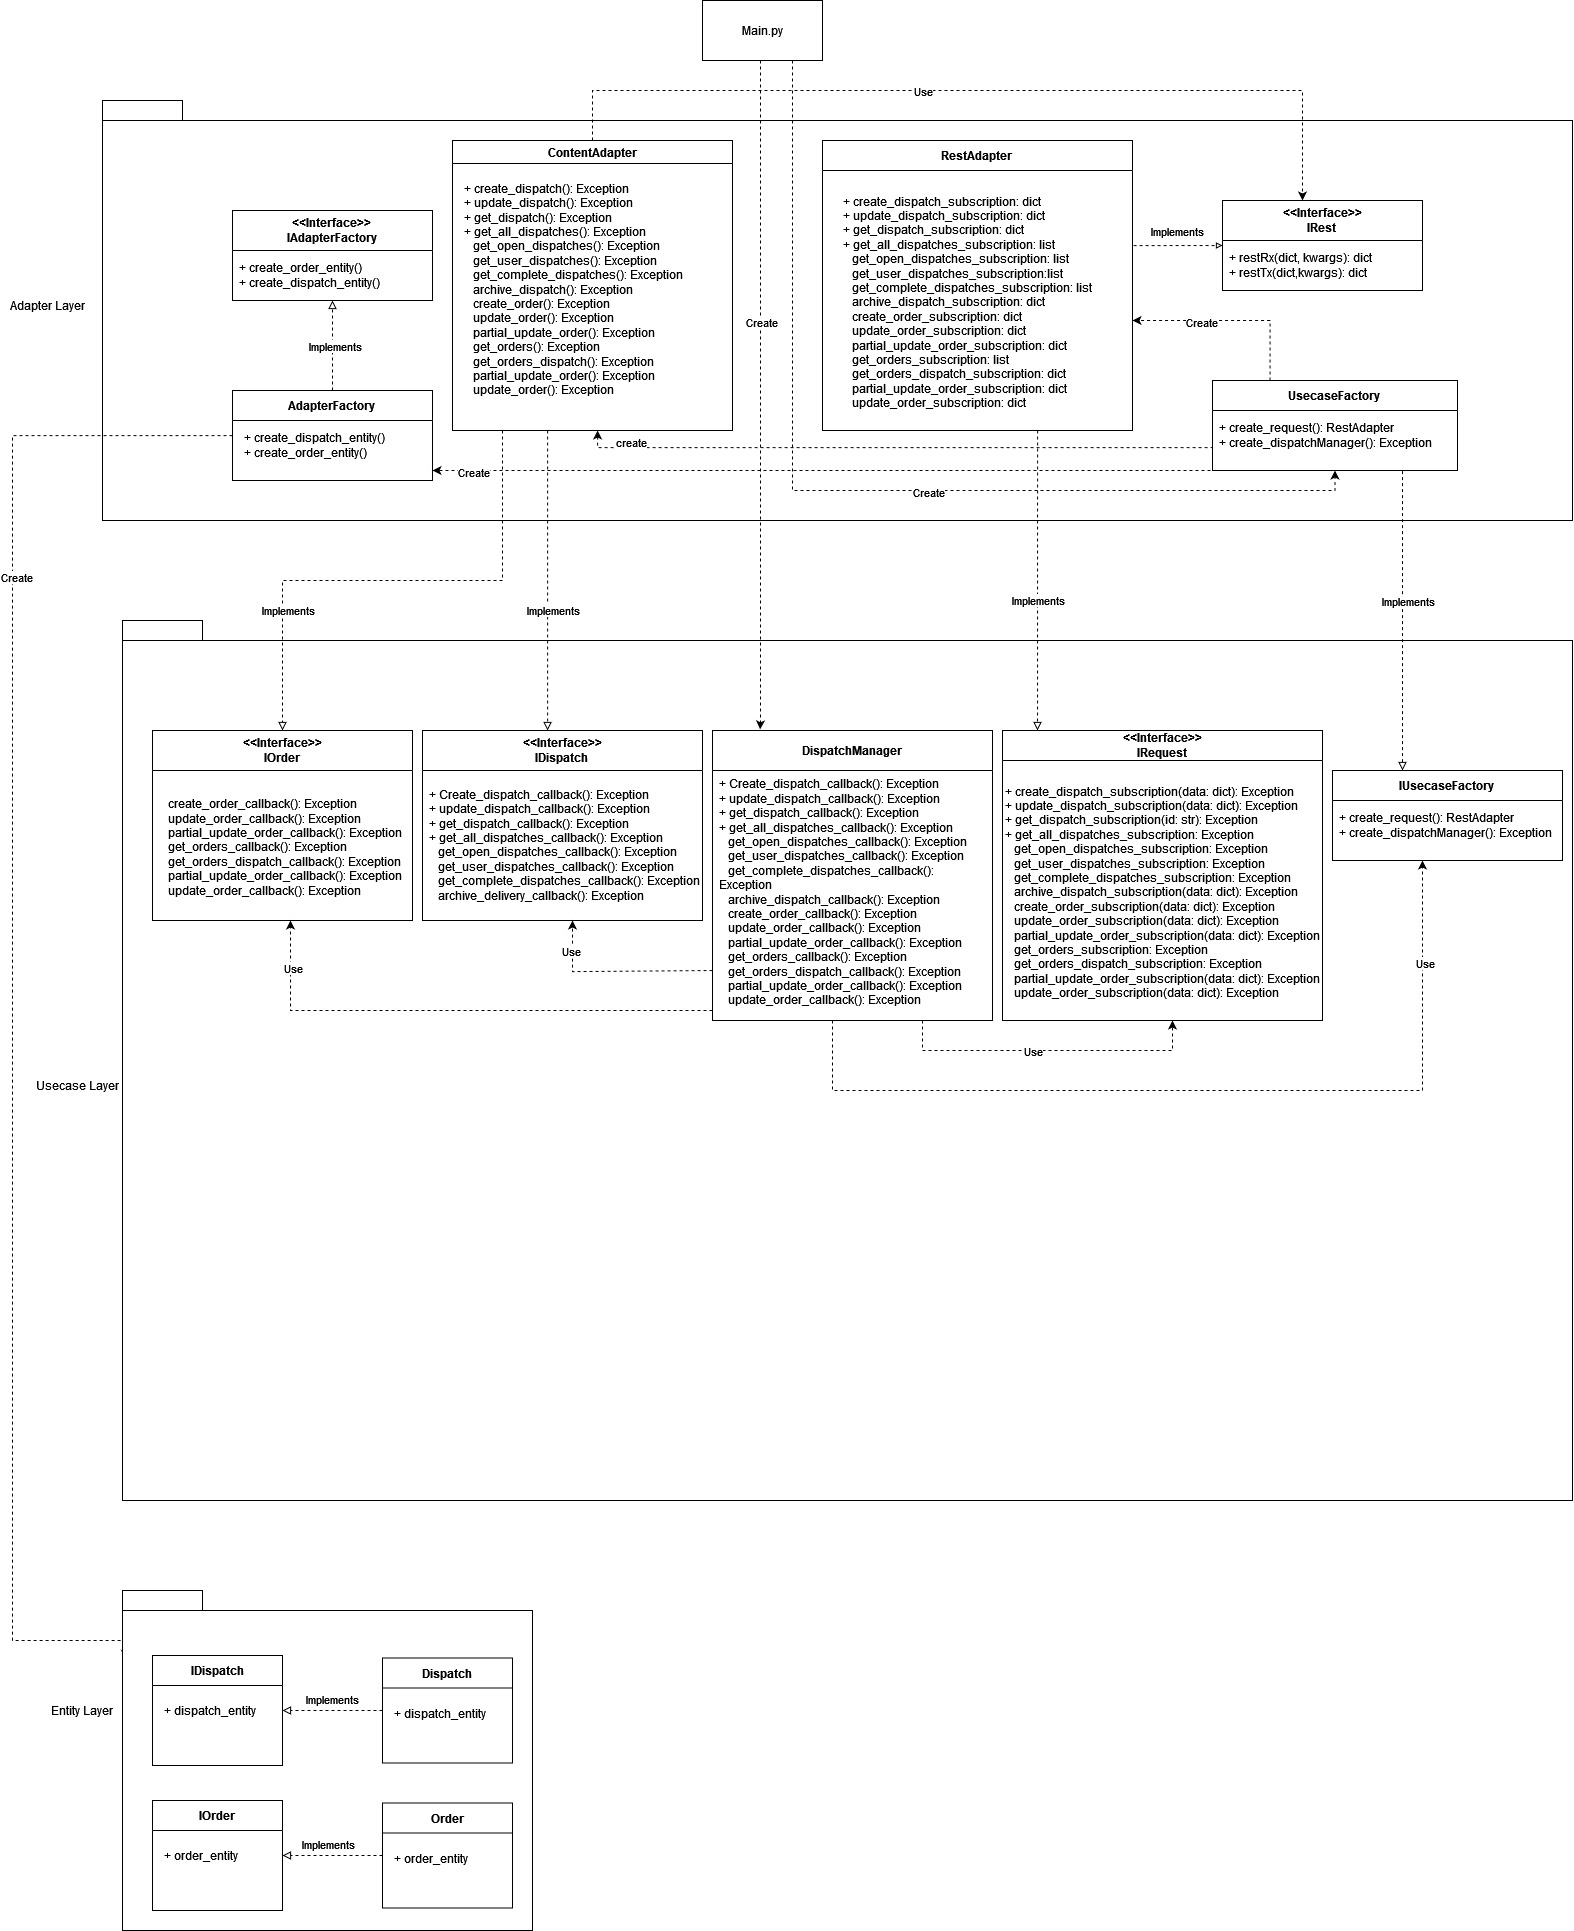 Main.py
Use
ContentAdapter
+ create_dispatch(): Exception
+ update_dispatch(): Exception
+ get_dispatch(): Exception
+ get_all_dispatches(): Exception
get_open_dispatches(): Exception
get_user_dispatches(): Exception
get_complete_dispatches(): Exception
archive_dispatch(): Exception
create_order(): Exception
update_order(): Exception
partial_update_order(): Exception
get_orders(): Exception
get_orders_dispatch(): Exception
partial_update_order(): Exception
update_order(): Exception
RestAdapter
+ create_dispatch_subscription: dict
+ update_dispatch_subscription: dict
+ get_dispatch_subscription: dict
+ get_all_dispatches_subscription: list
get_open_dispatches_subscription: list
get_user_dispatches_subscription:list
get_complete_dispatches_subscription: list
archive_dispatch_subscription: dict
create_order_subscription: dict
update_order_subscription: dict
partial_update_order_subscription: dict
get_orders_subscription: list
get_orders_dispatch_subscription: dict
partial_update_order_subscription: dict
update_order_subscription: dict
<<Interface>>
IAdapterFactory
+ create_order_entity()
+ create_dispatch_entity()
Implements
<<Interface>>
IRest
+ restRx(dict, kwargs): dict
+ restTx(dict,kwargs): dict
Adapter Layer
Implements
Create
Create
AdapterFactory
+ create_dispatch_entity()
+ create_order_entity()
UsecaseFactory
+ create_request(): RestAdapter
+ create_dispatchManager(): Exception
create
Create
Create
Create
Implements
Implements
Implements
Implements
<<Interface>>
IOrder
create_order_callback(): Exception
update_order_callback(): Exception
partial_update_order_callback(): Exception
get_orders_callback(): Exception
get_orders_dispatch_callback(): Exception
partial_update_order_callback(): Exception
update_order_callback(): Exception
<<Interface>>
IDispatch
+ Create_dispatch_callback(): Exception
+ update_dispatch_callback(): Exception
+ get_dispatch_callback(): Exception
+ get_all_dispatches_callback(): Exception
get_open_dispatches_callback(): Exception
get_user_dispatches_callback(): Exception
get_complete_dispatches_callback(): Exception
archive_delivery_callback(): Exception
DispatchManager
+ Create_dispatch_callback(): Exception
+ update_dispatch_callback(): Exception
+ get_dispatch_callback(): Exception
+ get_all_dispatches_callback(): Exception
get_open_dispatches_callback(): Exception
get_user_dispatches_callback(): Exception
get_complete_dispatches_callback():
Exception
archive_dispatch_callback(): Exception
create_order_callback(): Exception
update_order_callback(): Exception
partial_update_order_callback(): Exception
get_orders_callback(): Exception
get_orders_dispatch_callback(): Exception
partial_update_order_callback(): Exception
update_order_callback(): Exception
<<Interface>>
IRequest
+ create_dispatch_subscription(data: dict): Exception
+ update_dispatch_subscription(data: dict): Exception
+ get_dispatch_subscription(id: str): Exception
+ get_all_dispatches_subscription: Exception
get_open_dispatches_subscription: Exception
get_user_dispatches_subscription: Exception
get_complete_dispatches_subscription: Exception
archive_dispatch_subscription(data: dict): Exception
create_order_subscription(data: dict): Exception
update_order_subscription(data: dict): Exception
partial_update_order_subscription(data: dict): Exception
get_orders_subscription: Exception
get_orders_dispatch_subscription: Exception
partial_update_order_subscription(data: dict): Exception
update_order_subscription(data: dict): Exception
IUsecaseFactory
+ create_request(): RestAdapter
+ create_dispatchManager(): Exception
Use
Use
Use
Use
Usecase Layer
Entity Layer
IDispatch
+ dispatch_entity
Implements
Dispatch
+ dispatch_entity
IOrder
+ order_entity
Implements
Order
+ order_entity